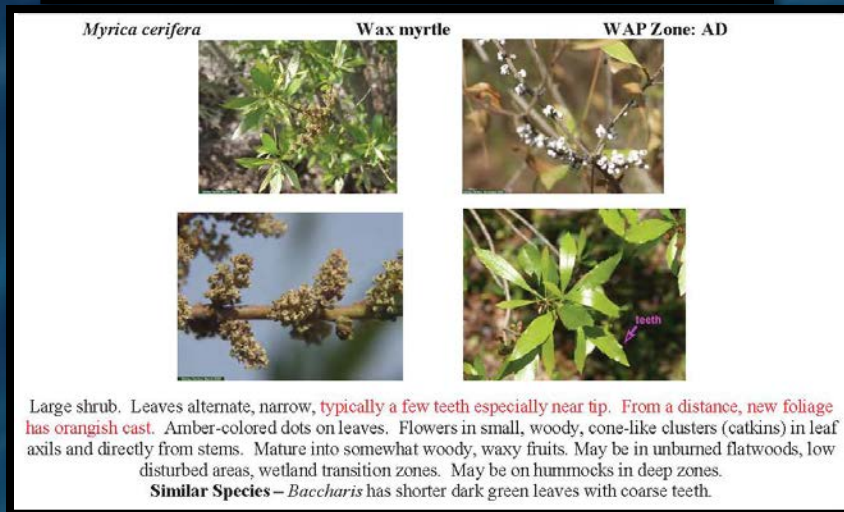 Myrica cerifera Wax myrtle WAP Zone: AD
teeth
Large shrub. Leaves alternate, narrow, typically a few teeth especially near tip. From a distance, new foliage
has orangish cast. Amber-colored dots on leaves. Flowers in small, woody, cone-like clusters (catkins) in leaf
axils and directly from stems. Mature into somewhat woody, waxy fruits. May be in unburned flatwoods, low
disturbed areas, wetland transition zones. May be on hummocks in deep zones.
Similar Species – Baccharis has shorter dark green leaves with coarse teeth.